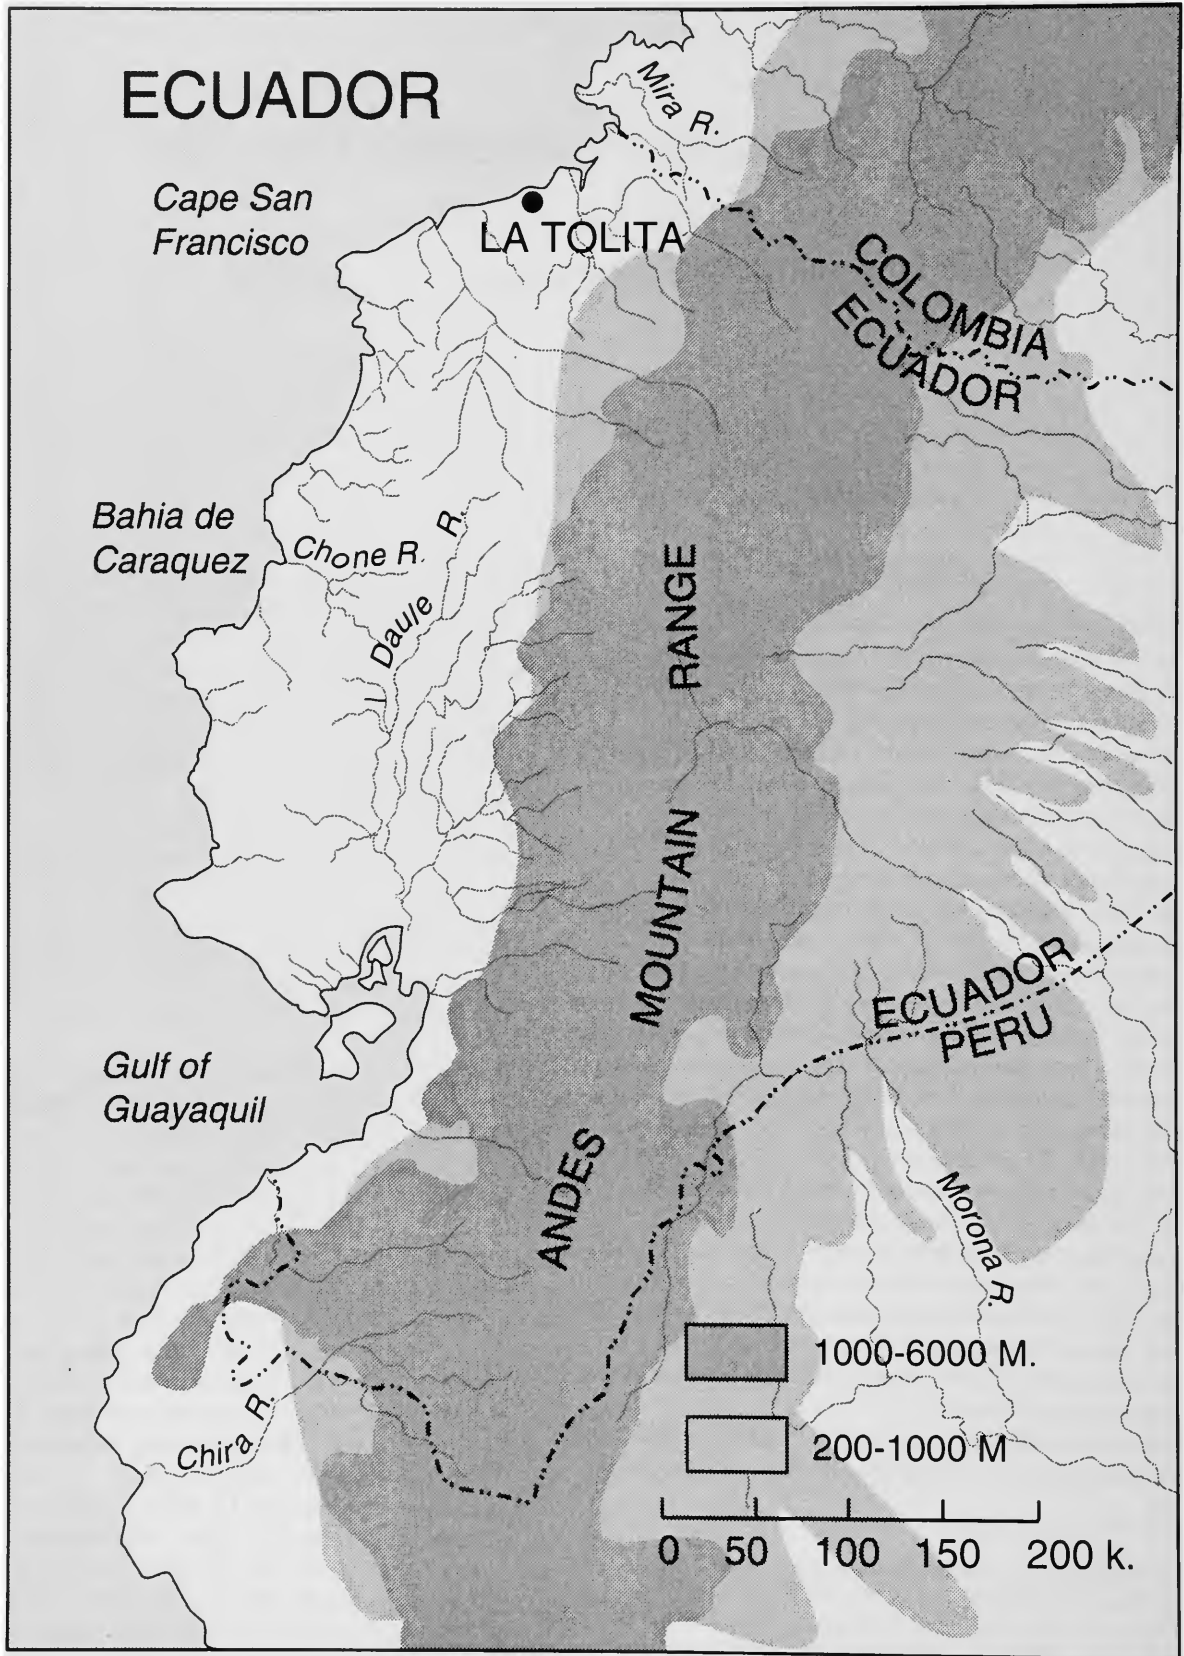 ECUADOR
Mira R.
Cape San
Francisco
LA TOLITA
COLOMBIA
ECUADOR
Bahia de
Caraquez
Chone R.
Daule R.
RANGE
MOUNTAIN
ANDES
ECUADOR
PERU
Gulf of
Guayaquil
Morona R.
Chira R.
1000-6000 M.
200-1000 M
0 50 100 150 200 k.